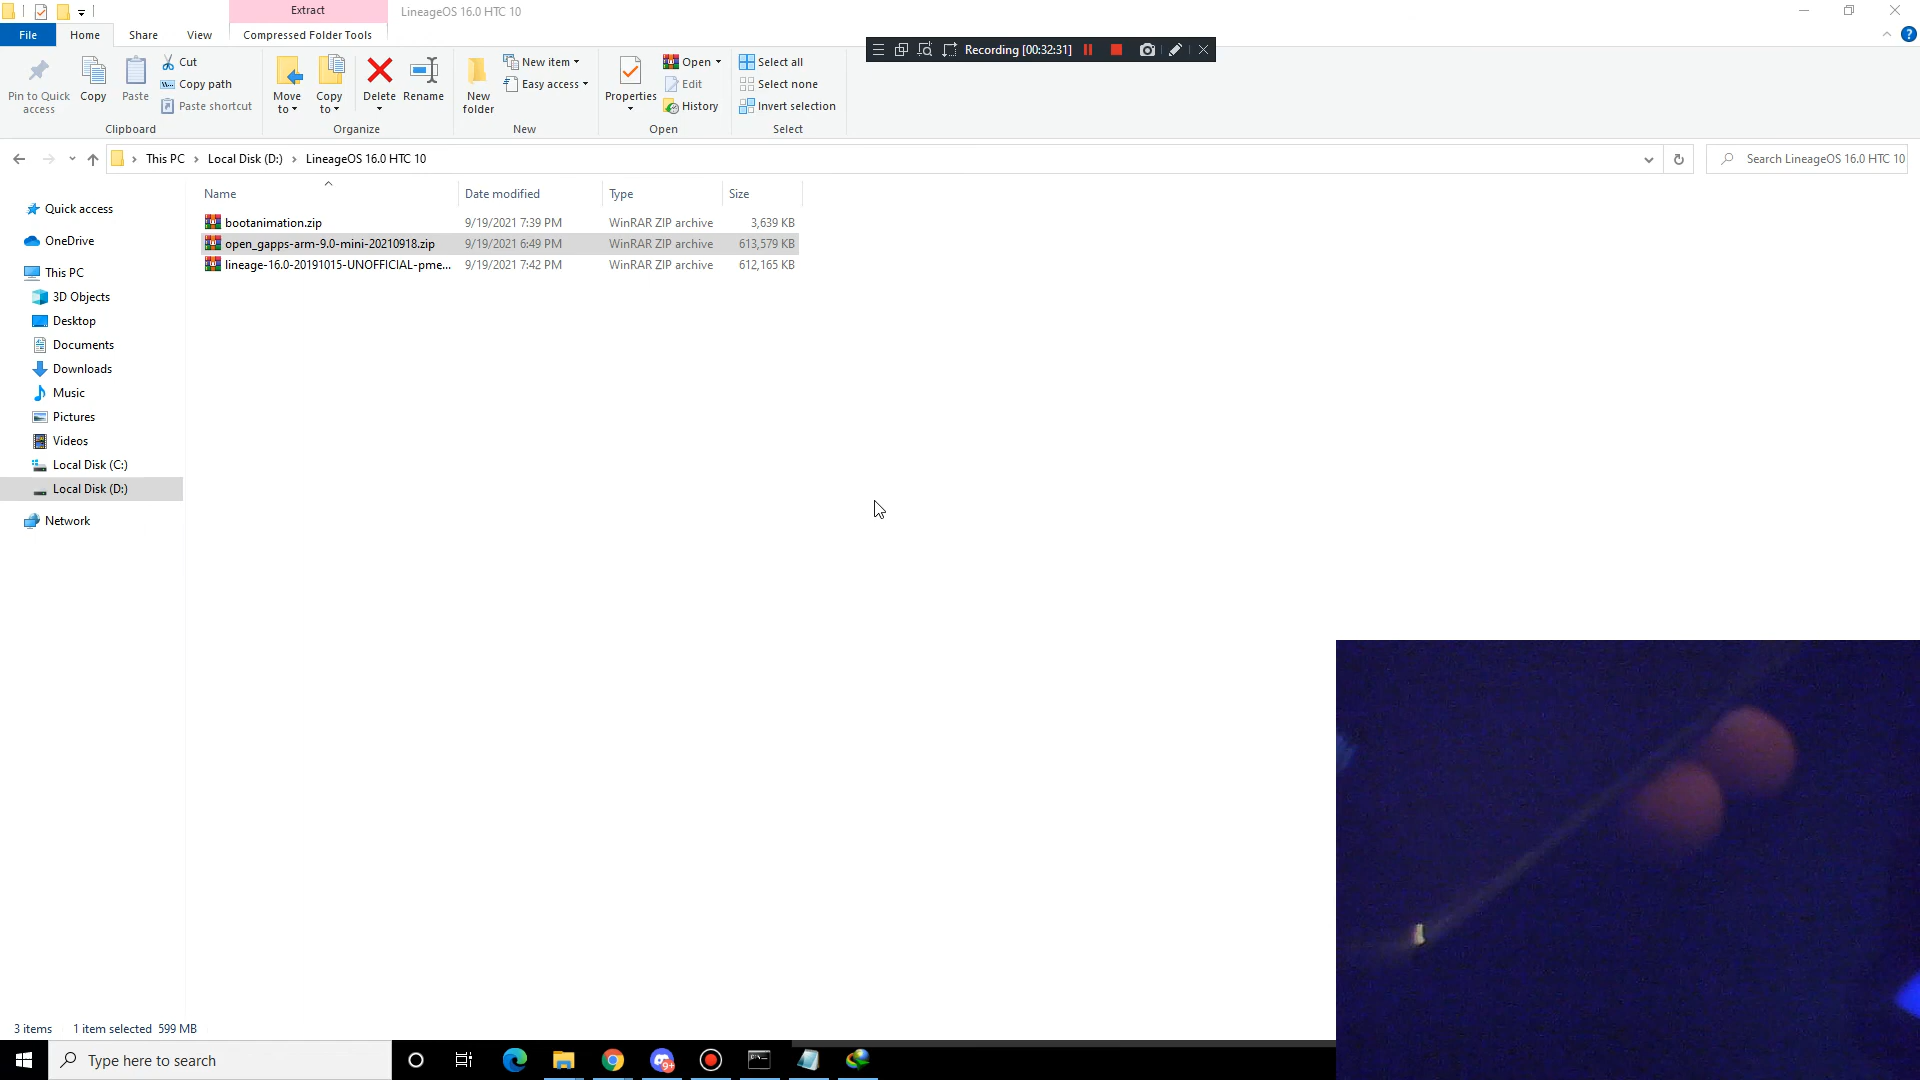 Extract
LineageOS 16.0 HTC 10
File
Home
Share
View
Compressed Folder Tools
Recording [00:32:31]
Pin to Quick access
Copy
Paste
Cut
Copy path
Paste shortcut
Clipboard
Move to
Copy to
Delete
Rename
Organize
New folder
New item
Easy access
New
Properties
Open
Edit
History
Open
Select all
Select none
Invert selection
Select
This PC
Local Disk (D:)
LineageOS 16.0 HTC 10
Search LineageOS 16.0 HTC 10
Name
Date modified
Type
Size
bootanimation.zip 9/19/2021 7:39 PM WinRAR ZIP archive 3,639 KB
open_gapps-arm-9.0-mini-20210918.zip 9/19/2021 6:49 PM WinRAR ZIP archive 613,579 KB
lineage-16.0-20191015-UNOFFICIAL-pme... 9/19/2021 7:42 PM WinRAR ZIP archive 612,165 KB
Quick access
OneDrive
This PC
3D Objects
Desktop
Documents
Downloads
Music
Pictures
Videos
Local Disk (C:)
Local Disk (D:)
Network
3 items 1 item selected 599 MB
Type here to search
9+